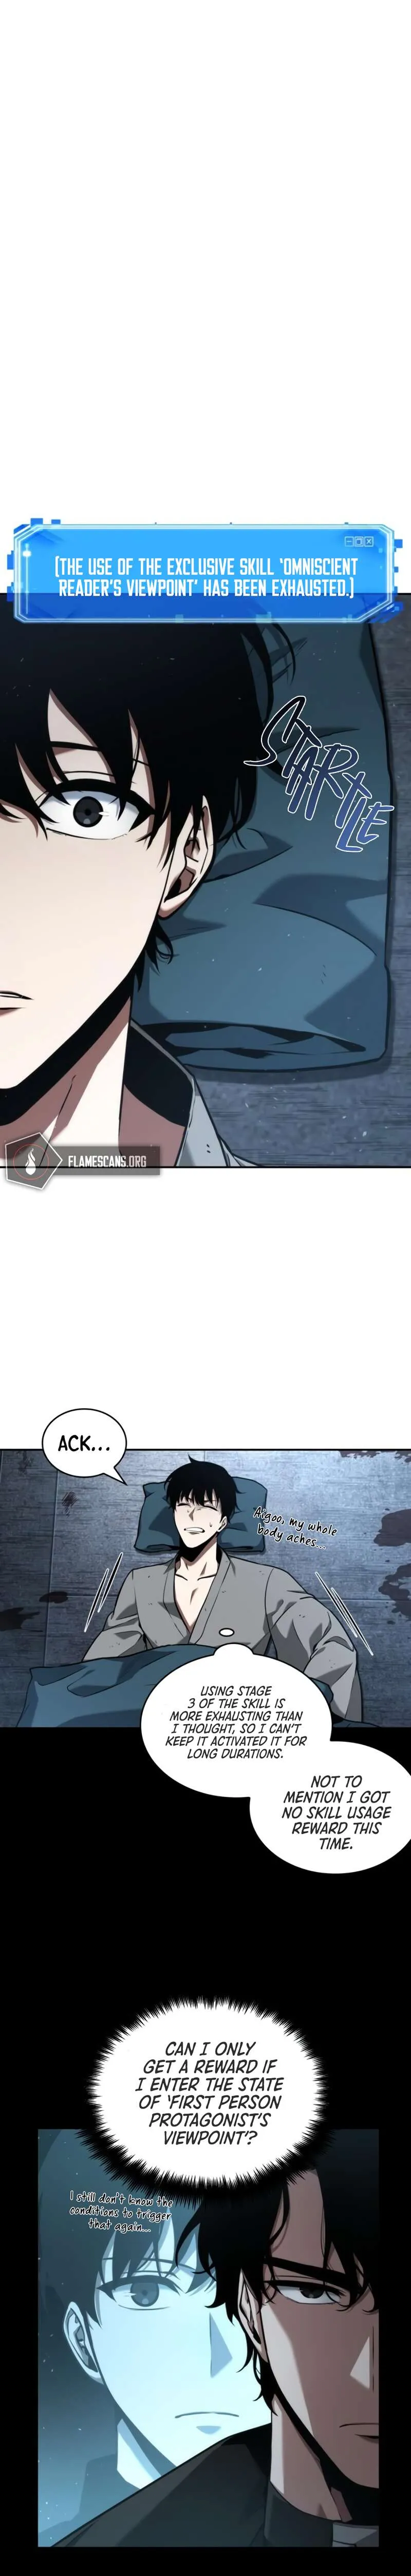 [THE USE OF THE EXCLUSIVE SKILL 'OMNISCIENT
READER'S VIEWPOINT' HAS BEEN EXHAUSTED.]
STARTLE
FLAMESCANS.ORG
ACK...
Aigoo, my whole
body aches...
USING STAGE
3 OF THE SKILL IS
MORE EXHAUSTING THAN
I THOUGHT, SO I CAN'T
KEEP IT ACTIVATED IT FOR
LONG DURATIONS.
NOT TO
MENTION I GOT
NO SKILL USAGE
REWARD THIS
TIME.
CAN I ONLY
GET A REWARD IF
I ENTER THE STATE
OF 'FIRST PERSON
PROTAGONIST'S
VIEWPOINT'?
I still don't know the
conditions to trigger
that again...